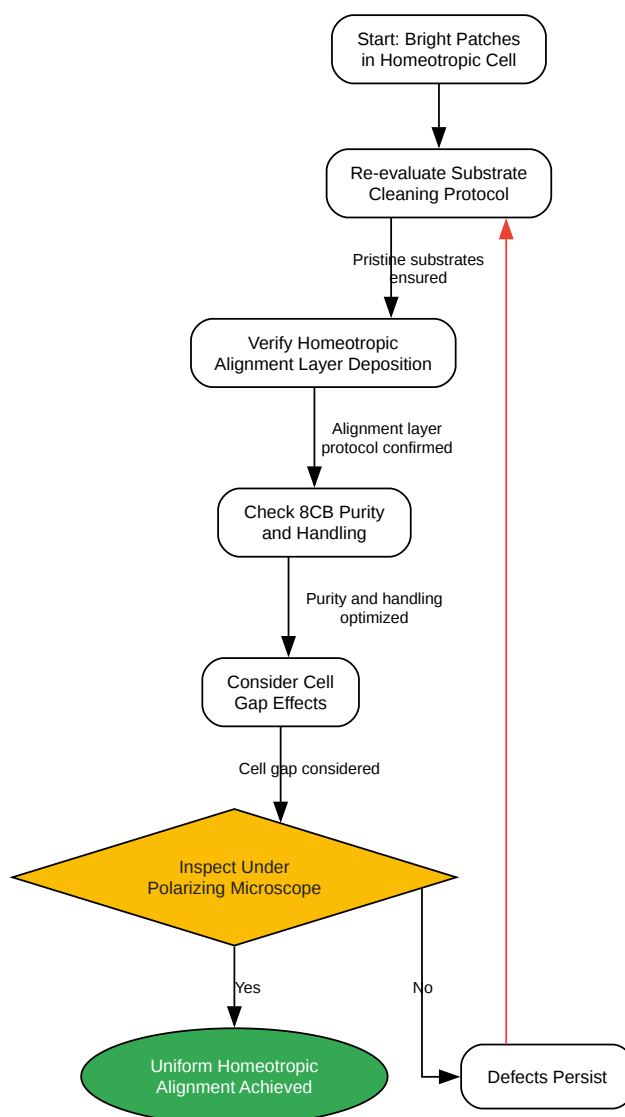 Start: Bright Patches
in Homeotropic Cell
Re-evaluate Substrate
Cleaning Protocol
Pristine substrates
ensured
Verify Homeotropic
Alignment Layer Deposition
Alignment layer
protocol confirmed
Check 8CB Purity
and Handling
Purity and handling
optimized
Consider Cell
Gap Effects
Cell gap considered
Inspect Under
Polarizing Microscope
Yes
No
Uniform Homeotropic
Alignment Achieved
Defects Persist